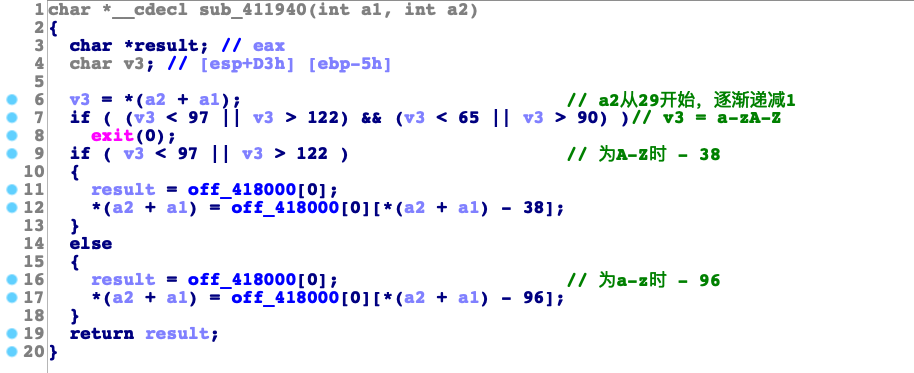 1 char *__cdecl sub_411940(int a1, int a2)
2 {
3 char *result; // eax
4 char v3; // [esp+D3h] [ebp-5h]
5
6 v3 = *(a2 + a1); // a2从29开始，逐渐递减1
7 if ( (v3 < 97 || v3 > 122) && (v3 < 65 || v3 > 90) )// v3 = a-zA-Z
8 exit(0);
9 if ( v3 < 97 || v3 > 122 ) // 为A-Z时 - 38
10 {
11 result = off_418000[0];
12 *(a2 + a1) = off_418000[0][*(a2 + a1) - 38];
13 }
14 else
15 {
16 result = off_418000[0]; // 为a-z时 - 96
17 *(a2 + a1) = off_418000[0][*(a2 + a1) - 96];
18 }
19 return result;
20 }